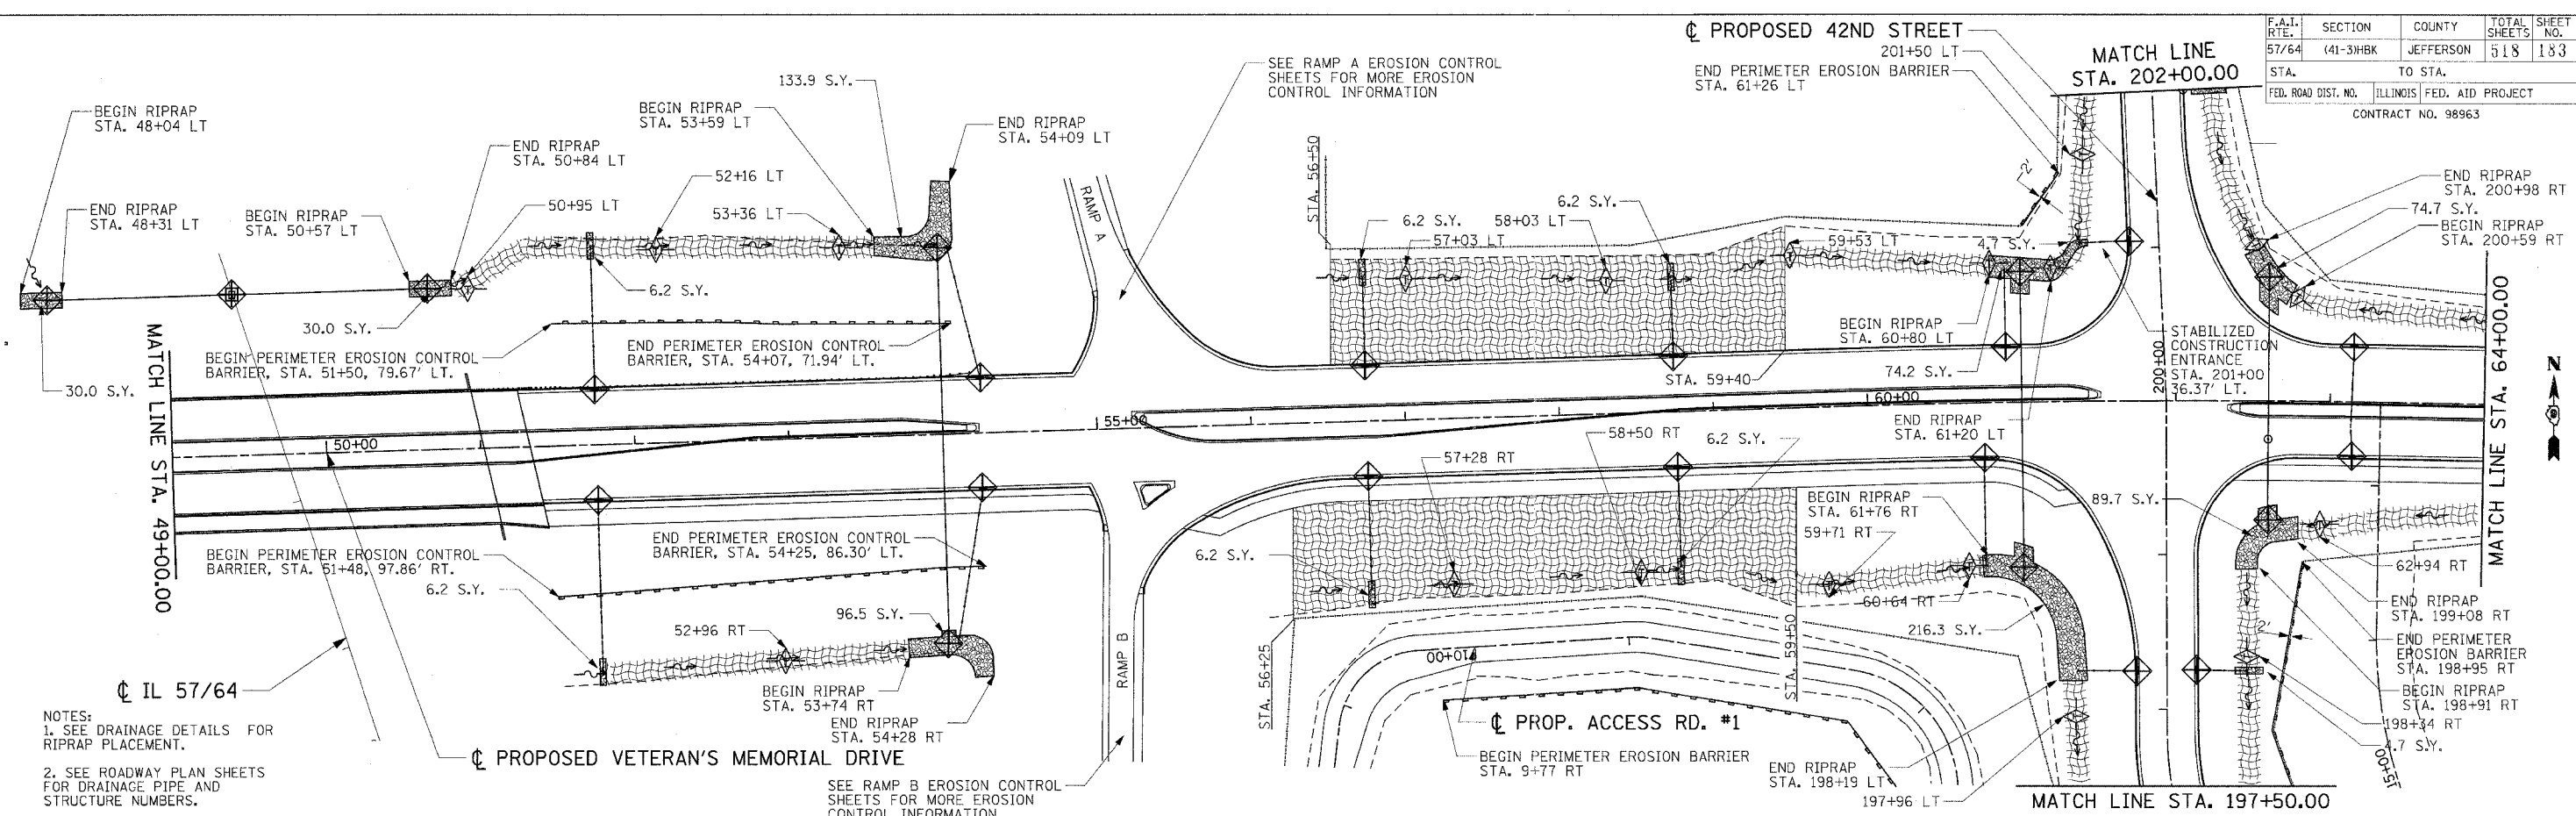 F.A.I. RTE. SECTION COUNTY TOTAL SHEETS SHEET NO.
57/64 (41-3)HBK JEFFERSON 518 183
STA. TO STA.
FED. ROAD DIST. NO. ILLINOIS FED. AID PROJECT
CONTRACT NO. 98963
℄ PROPOSED 42ND STREET
201+50 LT
END PERIMETER EROSION BARRIER
STA. 61+26 LT
MATCH LINE
STA. 202+00.00
SEE RAMP A EROSION CONTROL
SHEETS FOR MORE EROSION
CONTROL INFORMATION
133.9 S.Y.
BEGIN RIPRAP
STA. 48+04 LT
BEGIN RIPRAP
STA. 53+59 LT
END RIPRAP
STA. 54+09 LT
END RIPRAP
STA. 50+84 LT
52+16 LT
50+95 LT
53+36 LT
END RIPRAP
STA. 48+31 LT
BEGIN RIPRAP
STA. 50+57 LT
RAMP A
STA. 56+50
2'
6.2 S.Y.
6.2 S.Y.
58+03 LT
57+03 LT
59+53 LT
4.7 S.Y.
END RIPRAP
STA. 200+98 RT
74.7 S.Y.
BEGIN RIPRAP
STA. 200+59 RT
6.2 S.Y.
30.0 S.Y.
30.0 S.Y.
BEGIN PERIMETER EROSION CONTROL
BARRIER, STA. 51+50, 79.67' LT.
END PERIMETER EROSION CONTROL
BARRIER, STA. 54+07, 71.94' LT.
BEGIN RIPRAP
STA. 60+80 LT
STA. 59+40
74.2 S.Y.
200+00
STABILIZED
CONSTRUCTION
ENTRANCE
STA. 201+00
36.37' LT.
MATCH LINE STA. 64+00.00
N
MATCH LINE STA. 49+00.00
50+00
55+00
60+00
END RIPRAP
STA. 61+20 LT
58+50 RT
6.2 S.Y.
57+28 RT
BEGIN RIPRAP
STA. 61+76 RT
59+71 RT
89.7 S.Y.
BEGIN PERIMETER EROSION CONTROL
BARRIER, STA. 51+48, 97.86' RT.
END PERIMETER EROSION CONTROL
BARRIER, STA. 54+25, 86.30' LT.
6.2 S.Y.
6.2 S.Y.
96.5 S.Y.
52+96 RT
60+64 RT
216.3 S.Y.
62+94 RT
END RIPRAP
STA. 199+08 RT
2'
END PERIMETER
EROSION BARRIER
STA. 198+95 RT
BEGIN RIPRAP
STA. 198+91 RT
198+34 RT
4.7 S.Y.
15+00
RAMP B
STA. 56+25
10+00
STA. 59+50
℄ IL 57/64
BEGIN RIPRAP
STA. 53+74 RT
END RIPRAP
STA. 54+28 RT
℄ PROP. ACCESS RD. #1
BEGIN PERIMETER EROSION BARRIER
STA. 9+77 RT
END RIPRAP
STA. 198+19 LT
197+96 LT
MATCH LINE STA. 197+50.00
℄ PROPOSED VETERAN'S MEMORIAL DRIVE
NOTES:
1. SEE DRAINAGE DETAILS FOR
RIPRAP PLACEMENT.
2. SEE ROADWAY PLAN SHEETS
FOR DRAINAGE PIPE AND
STRUCTURE NUMBERS.
SEE RAMP B EROSION CONTROL
SHEETS FOR MORE EROSION
CONTROL INFORMATION